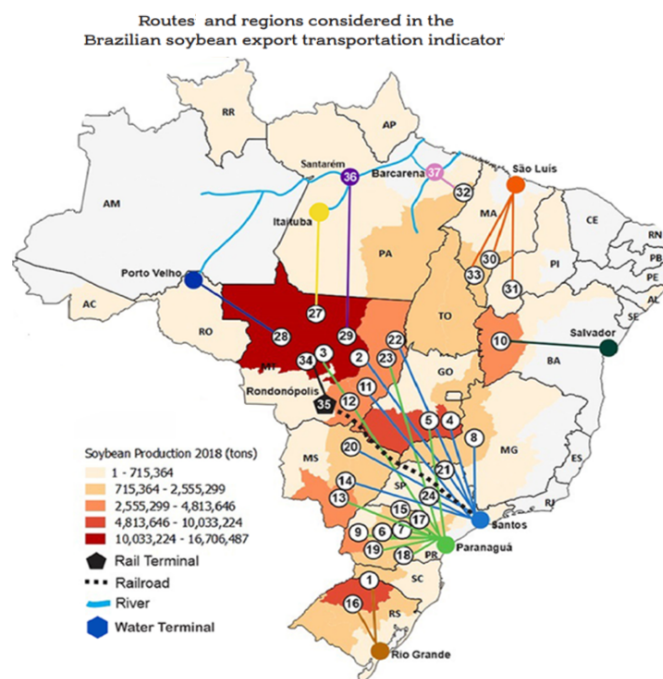 Routes and regions considered in the
Brazilian soybean export transportation indicator
RR
AP
Santarém
36
Barcarena
37
São Luís
32
AM
Itaituba
MA
CE
RN
PB
PE
AL
SE
PA
30
33
31
PI
Porto Velho
AC
RO
27
28
29
TO
22
10
Salvador
BA
34
3
2
23
MT
GO
Rondonópolis
35
11
12
5
4
8
MG
ES
RJ
Soybean Production 2018 (tons)
1 - 715,364
715,364 - 2,555,299
2,555,299 - 4,813,646
4,813,646 - 10,033,224
10,033,224 - 16,706,487
Rail Terminal
Railroad
River
Water Terminal
MS
20
21
SP
14
13
24
Santos
15
17
9
6
7
19
18
PR
Paranaguá
SC
1
16
RS
Rio Grande